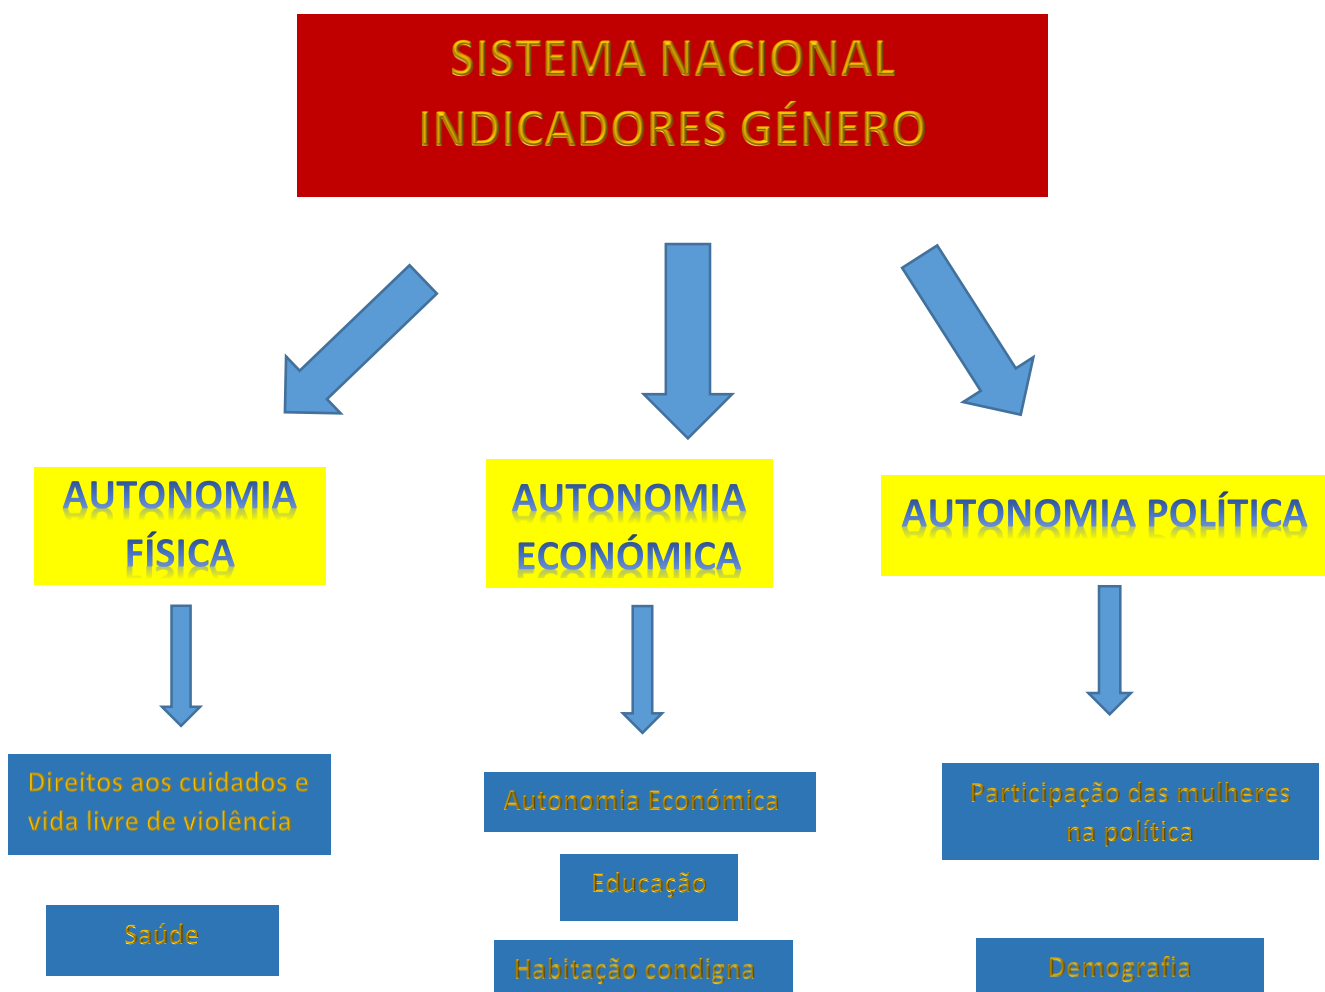 SISTEMA NACIONAL
INDICADORES GÉNERO
AUTONOMIA
FÍSICA
AUTONOMIA
ECONÓMICA
AUTONOMIA POLÍTICA
Direitos aos cuidados e
vida livre de violência
Saúde
Autonomia Económica
Educação
Habitação condigna
Participação das mulheres
na política
Demografia